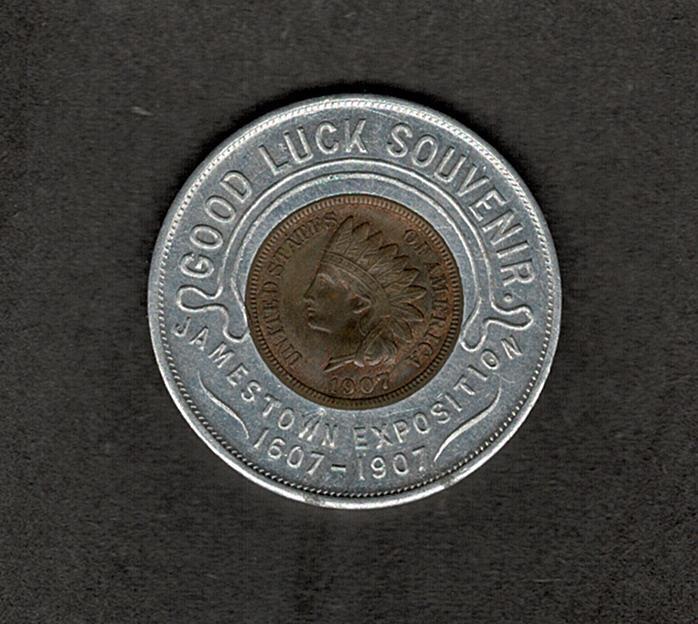 GOOD LUCK SOUVENIR.
UNITED STATES OF AMERICA
1907
JAMESTOWN EXPOSITION
1607-1907